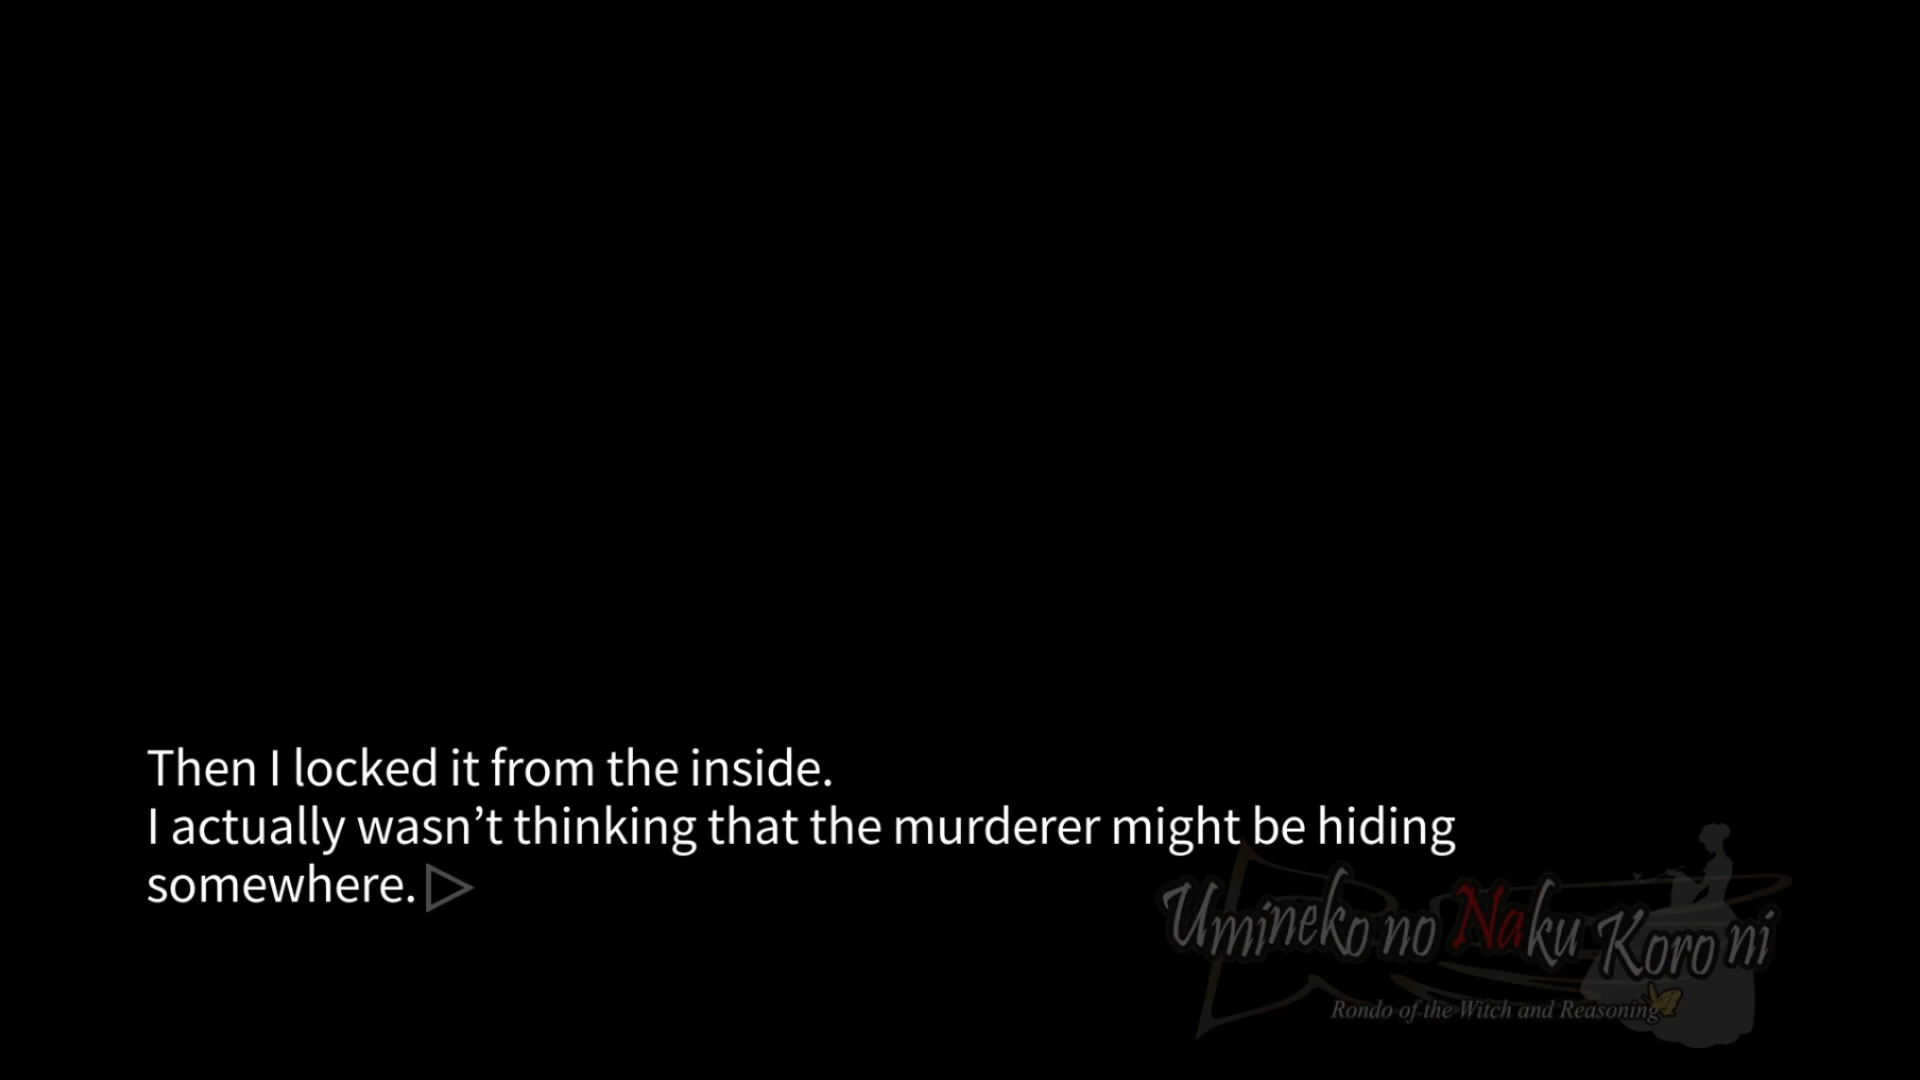 Then I locked it from the inside.
I actually wasn’t thinking that the murderer might be hiding
somewhere.
Umineko no Naku Koro ni
Rondo of the Witch and Reasoning